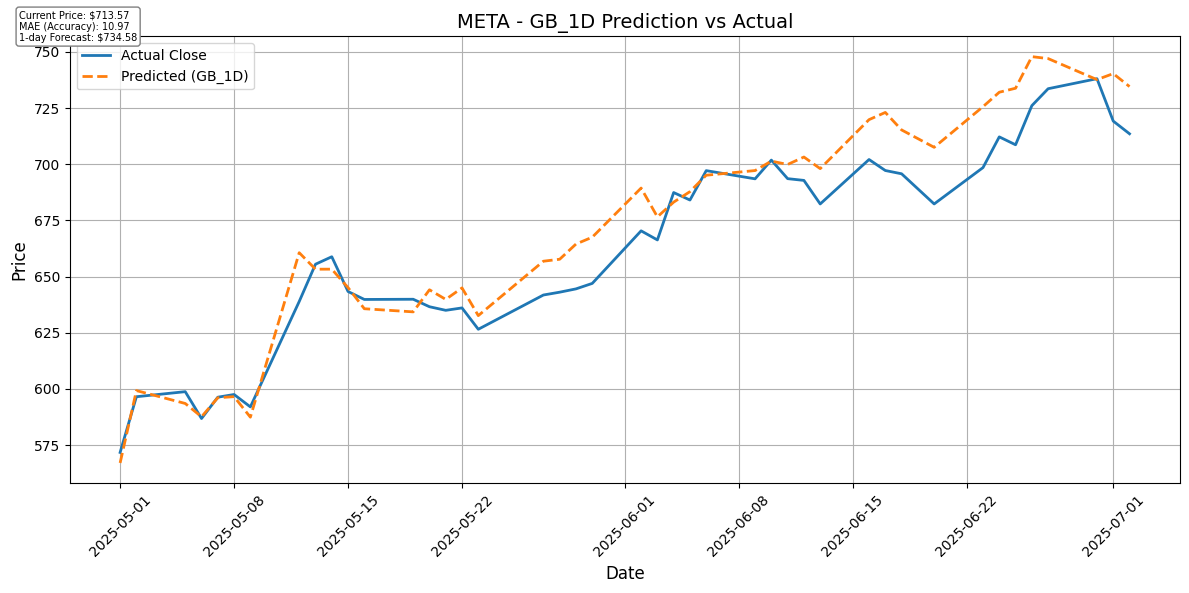 META - GB_1D Prediction vs Actual
Current Price: $713.57
MAE (Accuracy): 10.97
1-day Forecast: $734.58
Actual Close
Predicted (GB_1D)
Price
750
725
700
675
650
625
600
575
2025-05-01
2025-05-08
2025-05-15
2025-05-22
2025-06-01
2025-06-08
2025-06-15
2025-06-22
2025-07-01
Date